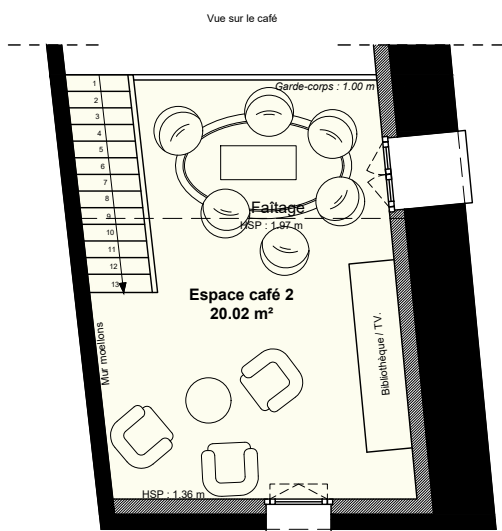 Vue sur le café
Garde-corps : 1.00 m
1
2
3
4
5
6
7
8
9
10
11
12
13
Faîtage
HSP : 1.97 m
Espace café 2
20.02 m²
Bibliothèque / TV.
Mur moellons
HSP : 1.36 m